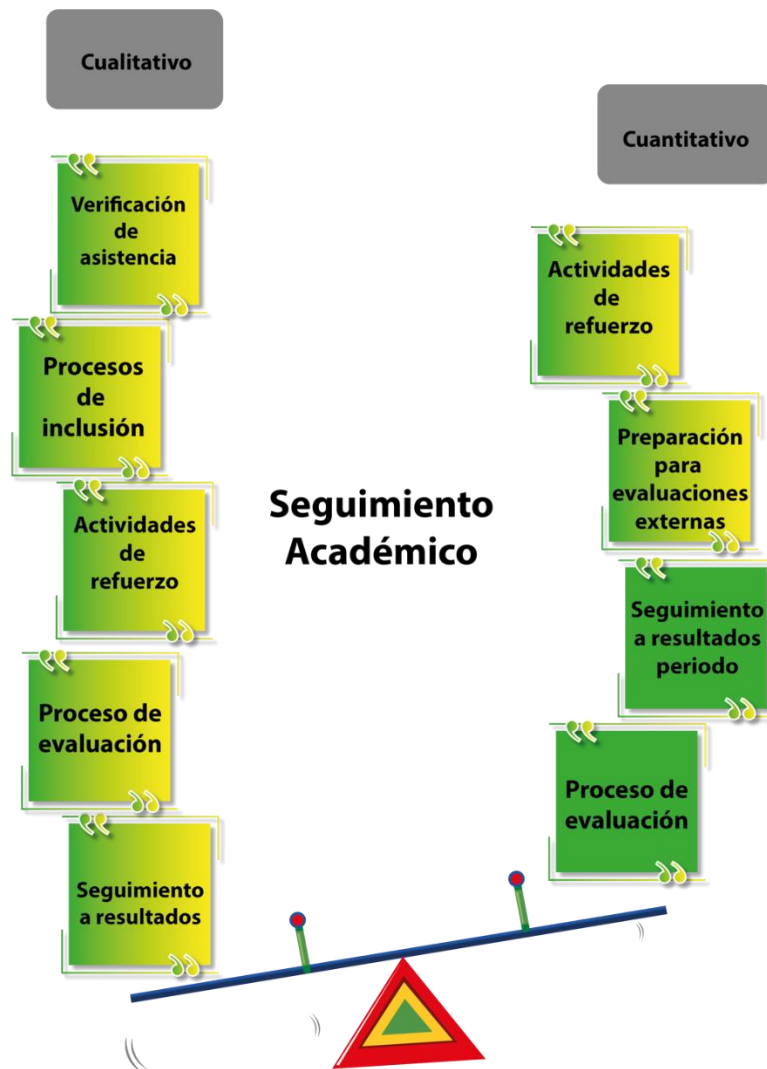 Cualitativo
Verificación
de
asistencia
Procesos
de
inclusión
Actividades
de
refuerzo
Proceso de
evaluación
Seguimiento
a resultados
Seguimiento
Académico
Cuantitativo
Actividades
de
refuerzo
Preparación
para
evaluaciones
externas
Seguimiento
a resultados
periodo
Proceso de
evaluación